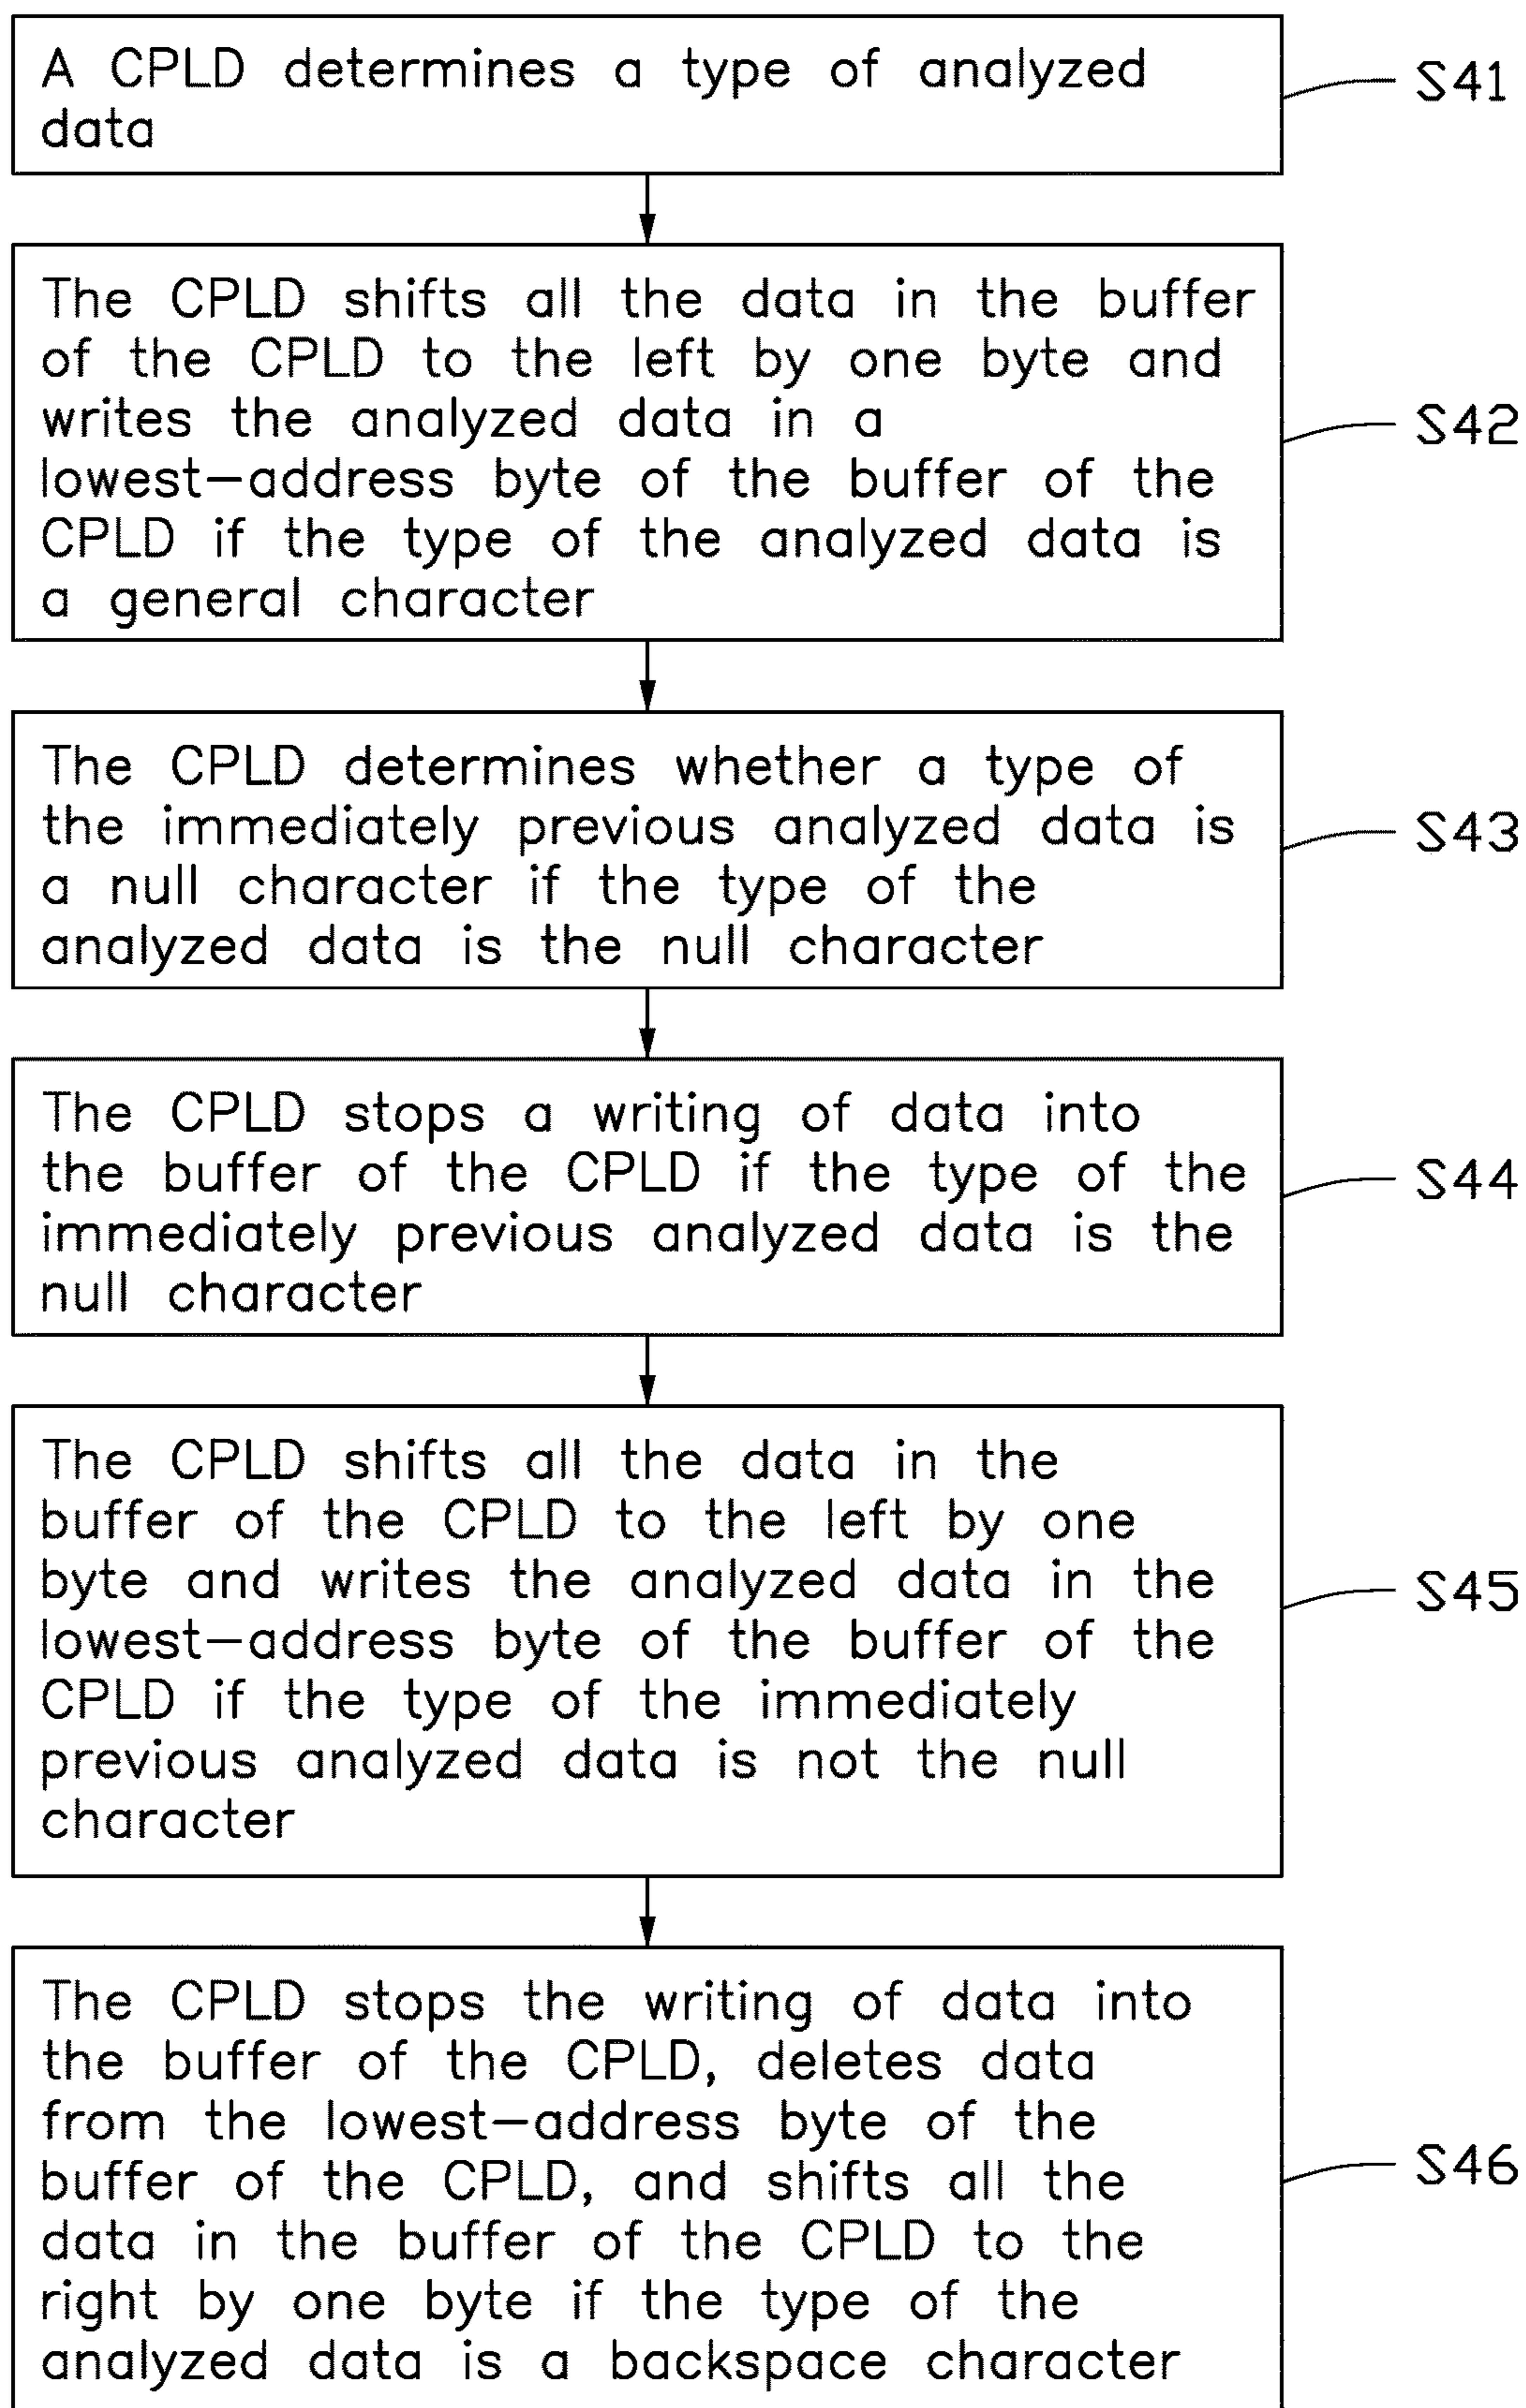 A CPLD determines a type of analyzed
data
S41
The CPLD shifts all the data in the buffer
of the CPLD to the left by one byte and
writes the analyzed data in a
lowest-address byte of the buffer of the
CPLD if the type of the analyzed data is
a general character
S42
The CPLD determines whether a type of
the immediately previous analyzed data is
a null character if the type of the
analyzed data is the null character
S43
The CPLD stops a writing of data into
the buffer of the CPLD if the type of the
immediately previous analyzed data is the
null character
S44
The CPLD shifts all the data in the
buffer of the CPLD to the left by one
byte and writes the analyzed data in the
lowest-address byte of the buffer of the
CPLD if the type of the immediately
previous analyzed data is not the null
character
S45
The CPLD stops the writing of data into
the buffer of the CPLD, deletes data
from the lowest-address byte of the
buffer of the CPLD, and shifts all the
data in the buffer of the CPLD to the
right by one byte if the type of the
analyzed data is a backspace character
S46